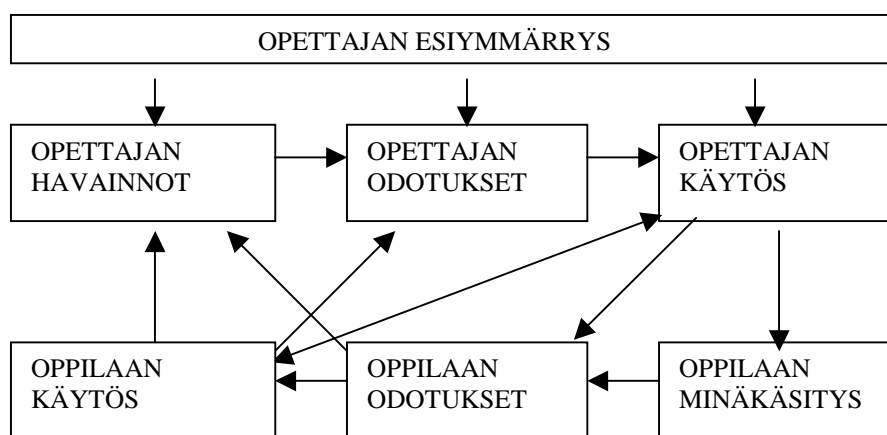 OPETTAJAN ESIYMMÄRRYS
OPETTAJAN
HAVAINNOT
OPETTAJAN
ODOTUKSET
OPETTAJAN
KÄYTÖS
OPPILAAN
KÄYTÖS
OPPILAAN
ODOTUKSET
OPPILAAN
MINÄKÄSITYS